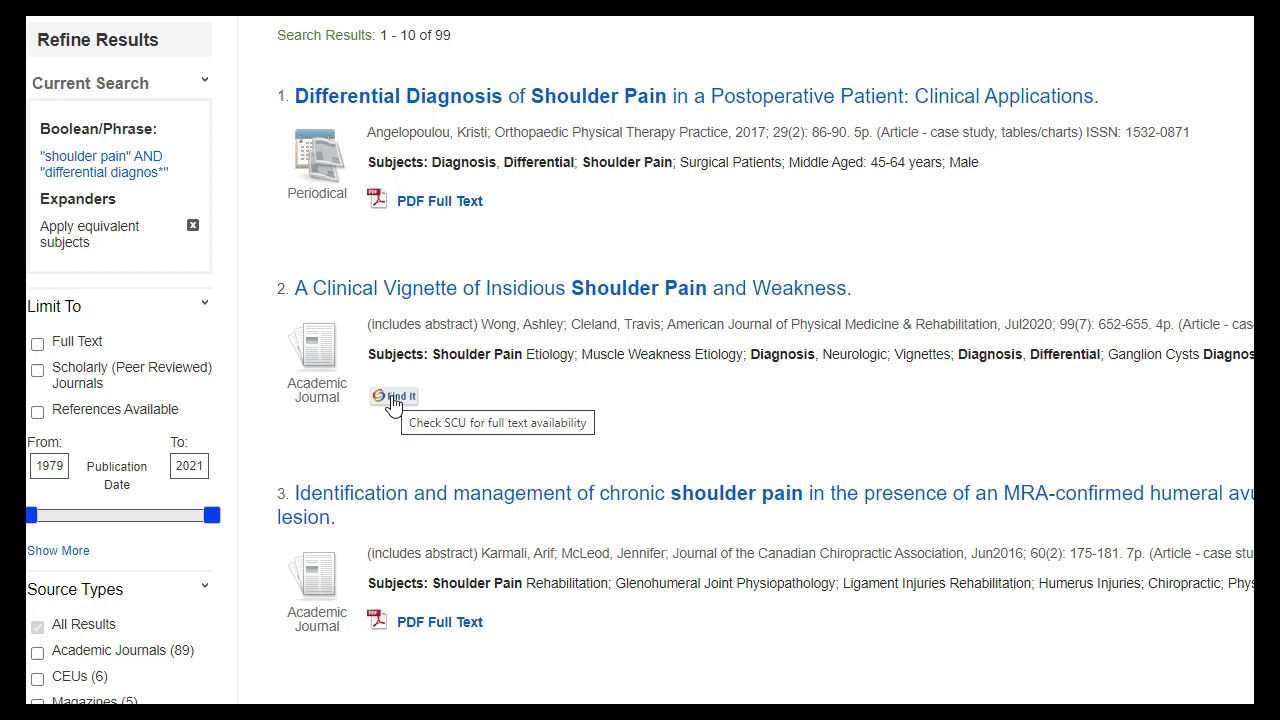 Refine Results
Current Search
Boolean/Phrase:
"shoulder pain" AND
"differential diagnos*"
Expanders
Apply equivalent
subjects
Limit To
Full Text
Scholarly (Peer Reviewed)
Journals
References Available
From:
To:
1979
Publication
Date
2021
Show More
Source Types
All Results
Academic Journals (89)
CEUs (6)
Magazines (5)
Search Results: 1 - 10 of 99
1. Differential Diagnosis of Shoulder Pain in a Postoperative Patient: Clinical Applications.
Periodical
Angelopoulou, Kristi; Orthopaedic Physical Therapy Practice, 2017; 29(2): 86-90. 5p. (Article - case study, tables/charts) ISSN: 1532-0871
Subjects: Diagnosis, Differential; Shoulder Pain; Surgical Patients; Middle Aged: 45-64 years; Male
PDF PDF Full Text
2. A Clinical Vignette of Insidious Shoulder Pain and Weakness.
Academic
Journal
(includes abstract) Wong, Ashley; Cleland, Travis; American Journal of Physical Medicine & Rehabilitation, Jul2020; 99(7): 652-655. 4p. (Article - cas
Subjects: Shoulder Pain Etiology; Muscle Weakness Etiology; Diagnosis, Neurologic; Vignettes; Diagnosis, Differential; Ganglion Cysts Diagnos
Find It
Check SCU for full text availability
3. Identification and management of chronic shoulder pain in the presence of an MRA-confirmed humeral avu
lesion.
Academic
Journal
(includes abstract) Karmali, Arif; McLeod, Jennifer; Journal of the Canadian Chiropractic Association, Jun2016; 60(2): 175-181. 7p. (Article - case stu
Subjects: Shoulder Pain Rehabilitation; Glenohumeral Joint Physiopathology; Ligament Injuries Rehabilitation; Humerus Injuries; Chiropractic; Phys
PDF PDF Full Text